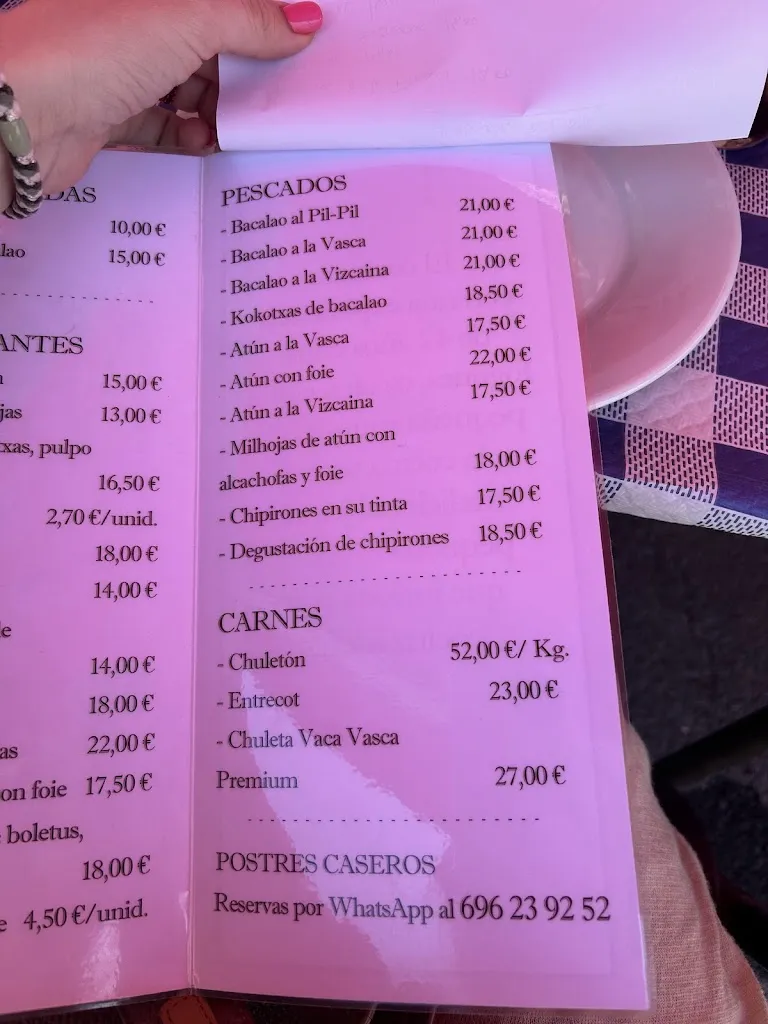 DAS
10,00 €
lao 15,00 €
ANTES
15,00 €
jas 13,00 €
xas, pulpo
16,50 €
2,70 €/unid.
18,00 €
14,00 €
le
14,00 €
18,00 €
as 22,00 €
on foie 17,50 €
boletus,
18,00 €
e 4,50 €/unid.
PESCADOS
- Bacalao al Pil-Pil 21,00 €
- Bacalao a la Vasca 21,00 €
- Bacalao a la Vizcaina 21,00 €
- Kokotxas de bacalao 18,50 €
- Atún a la Vasca 17,50 €
- Atún con foie 22,00 €
- Atún a la Vizcaina 17,50 €
- Milhojas de atún con
alcachofas y foie 18,00 €
- Chipirones en su tinta 17,50 €
- Degustación de chipirones 18,50 €
CARNES
- Chuletón 52,00 €/ Kg.
- Entrecot 23,00 €
- Chuleta Vaca Vasca
Premium 27,00 €
POSTRES CASEROS
Reservas por WhatsApp al 696 23 92 52